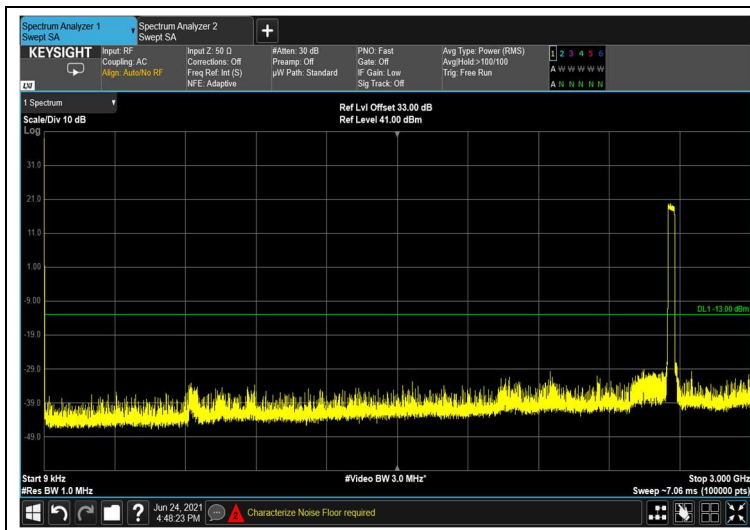 Spectrum Analyzer 1
Swept SA
Spectrum Analyzer 2
Swept SA
+
KEYSIGHT
LXI
Input: RF
Coupling: AC
Align: Auto/No RF
Input Z: 50 Ω
Corrections: Off
Freq Ref: Int (S)
NFE: Adaptive
#Atten: 30 dB
Preamp: Off
µW Path: Standard
PNO: Fast
Gate: Off
IF Gain: Low
Sig Track: Off
Avg Type: Power (RMS)
Avg|Hold:>100/100
Trig: Free Run
1 2 3 4 5 6
A W W W W W
A N N N N N
1 Spectrum
Scale/Div 10 dB
Log
Ref Lvl Offset 33.00 dB
Ref Level 41.00 dBm
31.0
21.0
11.0
1.00
-9.00
DL1 -13.00 dBm
-19.0
-29.0
-39.0
-49.0
Start 9 kHz
#Res BW 1.0 MHz
#Video BW 3.0 MHz*
Stop 3.000 GHz
Sweep ~7.06 ms (100000 pts)
?
Jun 24, 2021
4:48:23 PM
2
Characterize Noise Floor required